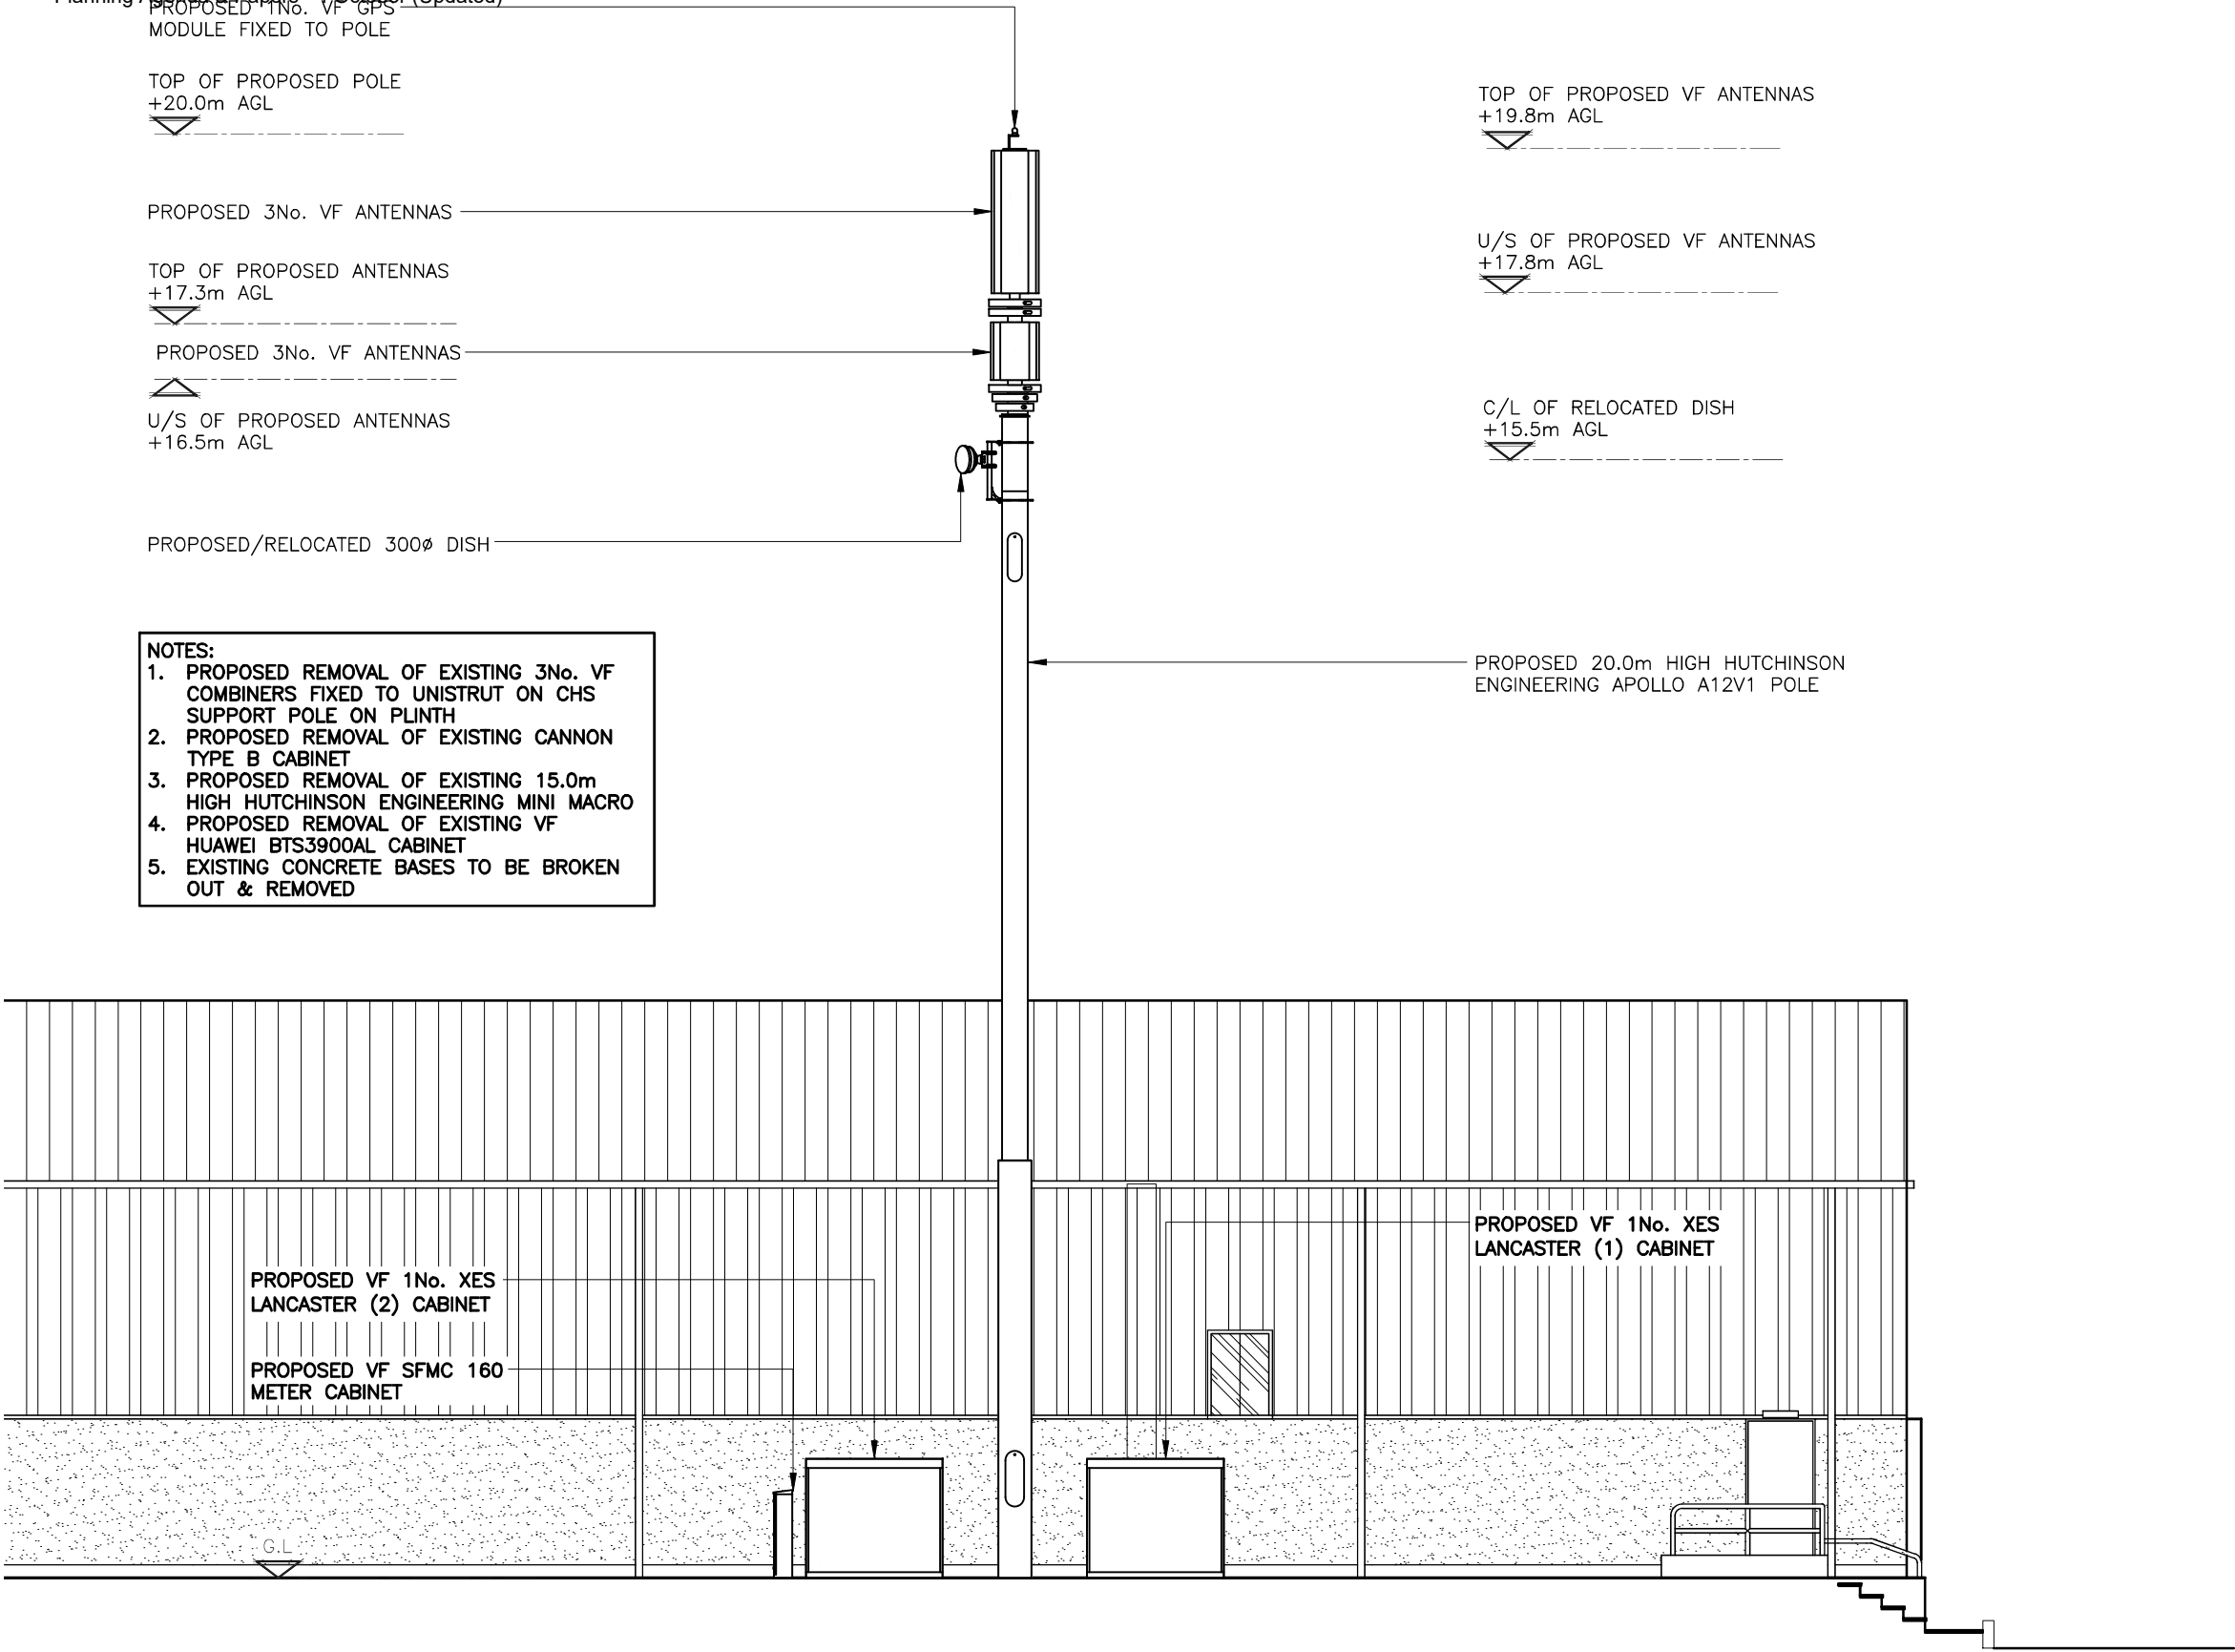 PROPOSED 1No. VF GPS
MODULE FIXED TO POLE
TOP OF PROPOSED POLE
+20.0m AGL
PROPOSED 3No. VF ANTENNAS
TOP OF PROPOSED ANTENNAS
+17.3m AGL
PROPOSED 3No. VF ANTENNAS
U/S OF PROPOSED ANTENNAS
+16.5m AGL
PROPOSED/RELOCATED 300ø DISH
TOP OF PROPOSED VF ANTENNAS
+19.8m AGL
U/S OF PROPOSED VF ANTENNAS
+17.8m AGL
C/L OF RELOCATED DISH
+15.5m AGL
PROPOSED 20.0m HIGH HUTCHINSON
ENGINEERING APOLLO A12V1 POLE
NOTES:
1. PROPOSED REMOVAL OF EXISTING 3No. VF
COMBINERS FIXED TO UNISTRUT ON CHS
SUPPORT POLE ON PLINTH
2. PROPOSED REMOVAL OF EXISTING CANNON
TYPE B CABINET
3. PROPOSED REMOVAL OF EXISTING 15.0m
HIGH HUTCHINSON ENGINEERING MINI MACRO
4. PROPOSED REMOVAL OF EXISTING VF
HUAWEI BTS3900AL CABINET
5. EXISTING CONCRETE BASES TO BE BROKEN
OUT & REMOVED
PROPOSED VF 1No. XES
LANCASTER (1) CABINET
PROPOSED VF 1No. XES
LANCASTER (2) CABINET
PROPOSED VF SFMC 160
METER CABINET
G.L